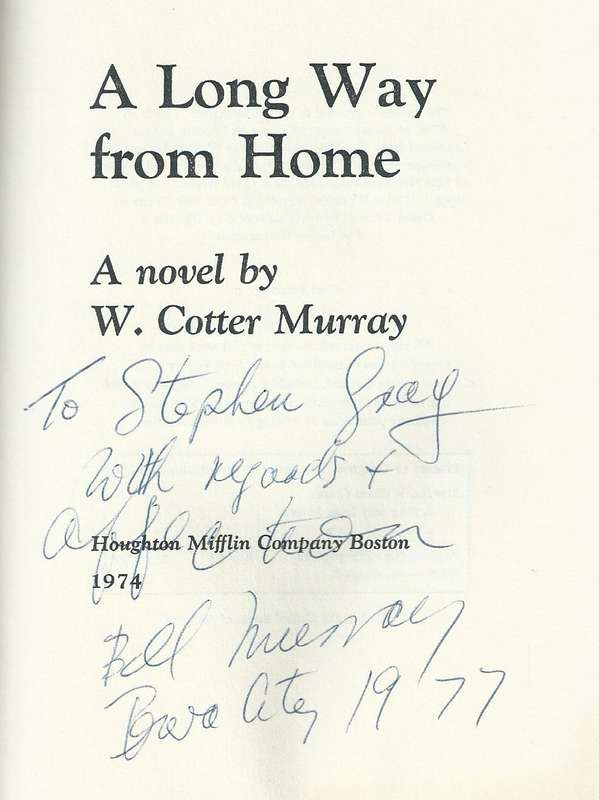 A Long Way
from Home
A novel by
W. Cotter Murray
To Stephen Gray
With regards +
affection
Houghton Mifflin Company Boston
1974
Bill Murray
Iowa City 1977